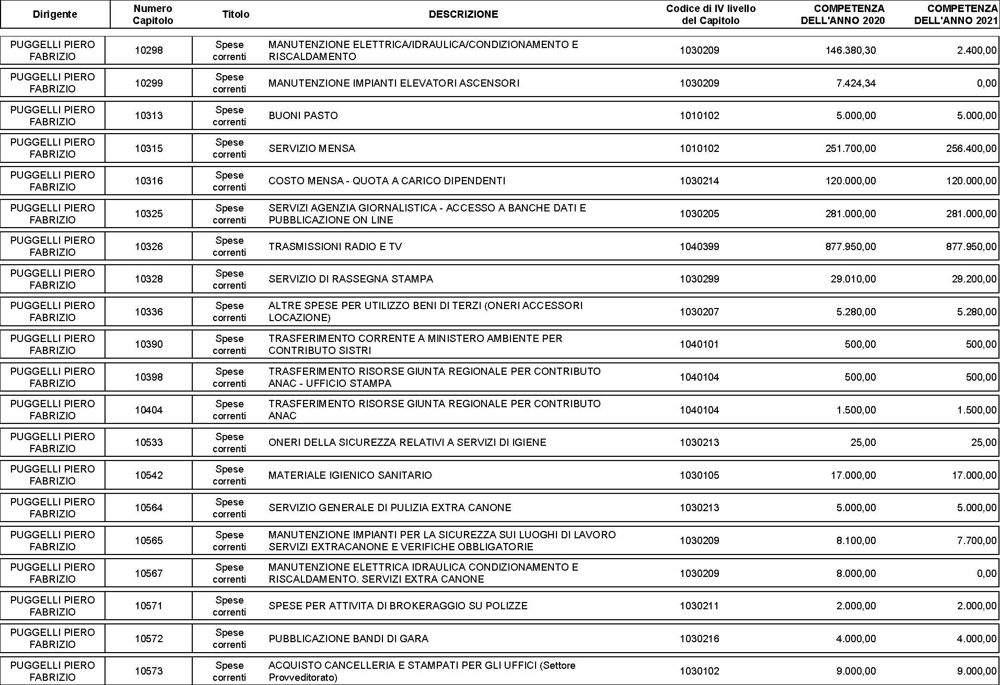 Dirigente Numero Capitolo Titolo DESCRIZIONE Codice di IV livello del Capitolo COMPETENZA DELL'ANNO 2020 COMPETENZA DELL'ANNO 2021
PUGGELLI PIERO FABRIZIO 10298 Spese correnti MANUTENZIONE ELETTRICA/IDRAULICA/CONDIZIONAMENTO E RISCALDAMENTO 1030209 146.380,30 2.400,00
PUGGELLI PIERO FABRIZIO 10299 Spese correnti MANUTENZIONE IMPIANTI ELEVATORI ASCENSORI 1030209 7.424,34 0,00
PUGGELLI PIERO FABRIZIO 10313 Spese correnti BUONI PASTO 1010102 5.000,00 5.000,00
PUGGELLI PIERO FABRIZIO 10315 Spese correnti SERVIZIO MENSA 1010102 251.700,00 256.400,00
PUGGELLI PIERO FABRIZIO 10316 Spese correnti COSTO MENSA - QUOTA A CARICO DIPENDENTI 1030214 120.000,00 120.000,00
PUGGELLI PIERO FABRIZIO 10325 Spese correnti SERVIZI AGENZIA GIORNALISTICA - ACCESSO A BANCHE DATI E PUBBLICAZIONE ON LINE 1030205 281.000,00 281.000,00
PUGGELLI PIERO FABRIZIO 10326 Spese correnti TRASMISSIONI RADIO E TV 1040399 877.950,00 877.950,00
PUGGELLI PIERO FABRIZIO 10328 Spese correnti SERVIZIO DI RASSEGNA STAMPA 1030299 29.010,00 29.200,00
PUGGELLI PIERO FABRIZIO 10336 Spese correnti ALTRE SPESE PER UTILIZZO BENI DI TERZI (ONERI ACCESSORI LOCAZIONE) 1030207 5.280,00 5.280,00
PUGGELLI PIERO FABRIZIO 10390 Spese correnti TRASFERIMENTO CORRENTE A MINISTERO AMBIENTE PER CONTRIBUTO SISTRI 1040101 500,00 500,00
PUGGELLI PIERO FABRIZIO 10398 Spese correnti TRASFERIMENTO RISORSE GIUNTA REGIONALE PER CONTRIBUTO ANAC - UFFICIO STAMPA 1040104 500,00 500,00
PUGGELLI PIERO FABRIZIO 10404 Spese correnti TRASFERIMENTO RISORSE GIUNTA REGIONALE PER CONTRIBUTO ANAC 1040104 1.500,00 1.500,00
PUGGELLI PIERO FABRIZIO 10533 Spese correnti ONERI DELLA SICUREZZA RELATIVI A SERVIZI DI IGIENE 1030213 25,00 25,00
PUGGELLI PIERO FABRIZIO 10542 Spese correnti MATERIALE IGIENICO SANITARIO 1030105 17.000,00 17.000,00
PUGGELLI PIERO FABRIZIO 10564 Spese correnti SERVIZIO GENERALE DI PULIZIA EXTRA CANONE 1030213 5.000,00 5.000,00
PUGGELLI PIERO FABRIZIO 10565 Spese correnti MANUTENZIONE IMPIANTI PER LA SICUREZZA SUI LUOGHI DI LAVORO SERVIZI EXTRACANONE E VERIFICHE OBBLIGATORIE 1030209 8.100,00 7.700,00
PUGGELLI PIERO FABRIZIO 10567 Spese correnti MANUTENZIONE ELETTRICA IDRAULICA CONDIZIONAMENTO E RISCALDAMENTO. SERVIZI EXTRA CANONE 1030209 8.000,00 0,00
PUGGELLI PIERO FABRIZIO 10571 Spese correnti SPESE PER ATTIVITA DI BROKERAGGIO SU POLIZZE 1030211 2.000,00 2.000,00
PUGGELLI PIERO FABRIZIO 10572 Spese correnti PUBBLICAZIONE BANDI DI GARA 1030216 4.000,00 4.000,00
PUGGELLI PIERO FABRIZIO 10573 Spese correnti ACQUISTO CANCELLERIA E STAMPATI PER GLI UFFICI (Settore Provveditorato) 1030102 9.000,00 9.000,00